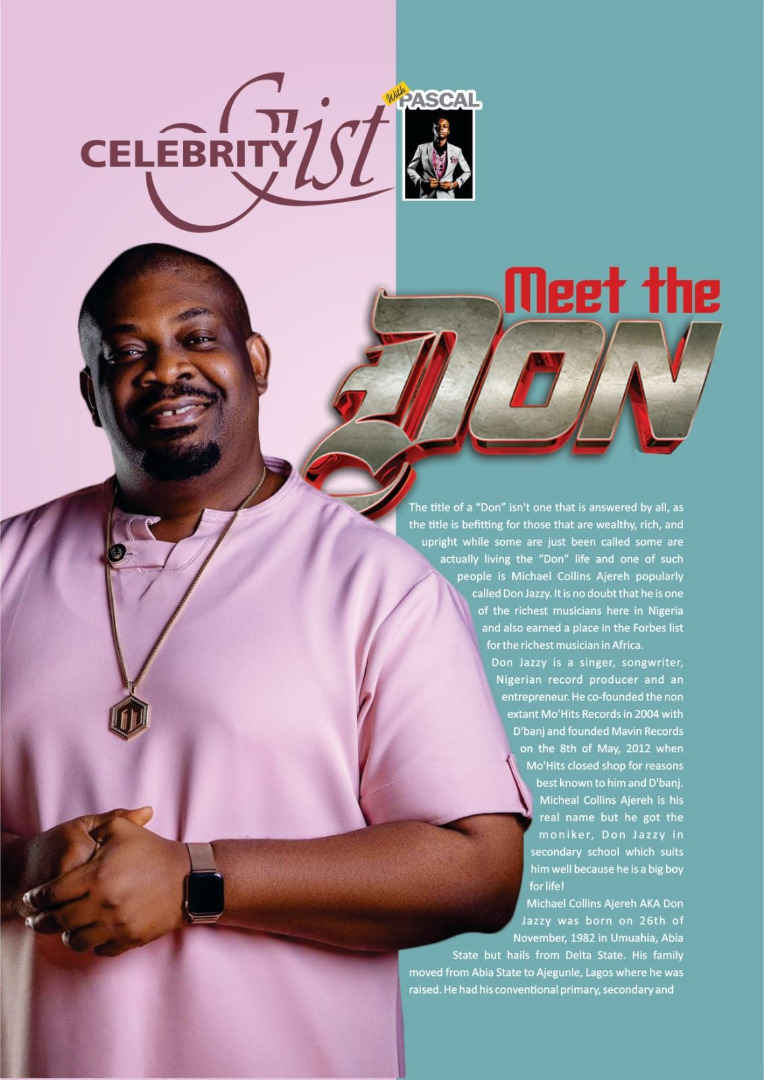 CELEBRITY Gist
With PASCAL
Meet the
DON
The title of a “Don” isn't one that is answered by all, as
the title is befitting for those that are wealthy, rich, and
upright while some are just been called some are
actually living the “Don” life and one of such
people is Michael Collins Ajereh popularly
called Don Jazzy. It is no doubt that he is one
of the richest musicians here in Nigeria
and also earned a place in the Forbes list
for the richest musician in Africa.
Don Jazzy is a singer, songwriter,
Nigerian record producer and an
entrepreneur. He co-founded the non
extant Mo'Hits Records in 2004 with
D'banj and founded Mavin Records
on the 8th of May, 2012 when
Mo'Hits closed shop for reasons
best known to him and D'banj.
Micheal Collins Ajereh is his
real name but he got the
moniker, Don Jazzy in
secondary school which suits
him well because he is a big boy
for life!
Michael Collins Ajereh AKA Don
Jazzy was born on 26th of
November, 1982 in Umuahia, Abia
State but hails from Delta State. His family
moved from Abia State to Ajegunle, Lagos where he was
raised. He had his conventional primary, secondary and